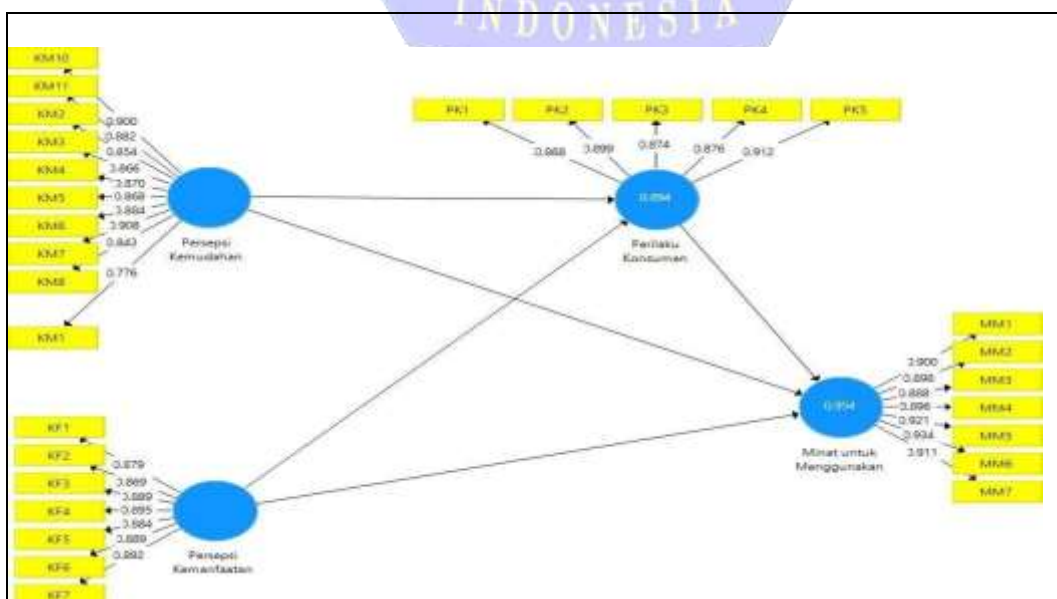 INDONESIA
KM10
KM11
KM2
KM3
KM4
KM5
KM6
KM7
KM8
KM1
0.900
0.882
0.854
0.866
0.870
0.868
0.884
0.908
0.843
0.776
Persepsi
Kemudahan
PK1 PK2 PK3 PK4 PK5
0.868 0.899 0.874 0.876 0.912
0.894
Perilaku
Konsumen
KF1
KF2
KF3
KF4
KF5
KF6
KF7
0.879
0.869
0.889
0.895
0.884
0.889
0.892
Persepsi
Kemanfaatan
0.900
0.898
0.888
0.896
0.921
0.934
0.911
Minat untuk
Menggunakan
MM1
MM2
MM3
MM4
MM5
MM6
MM7